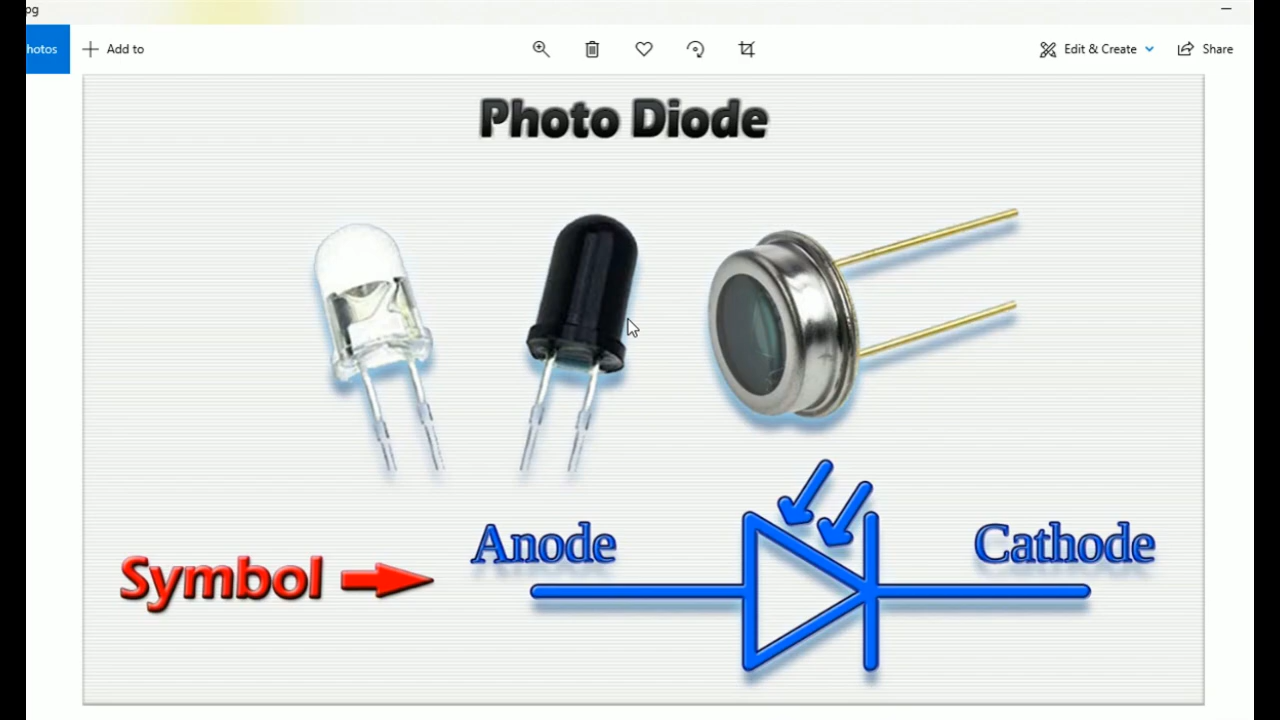 pg
hotos
Add to
Edit & Create
Share
Photo Diode
Anode
Cathode
Symbol